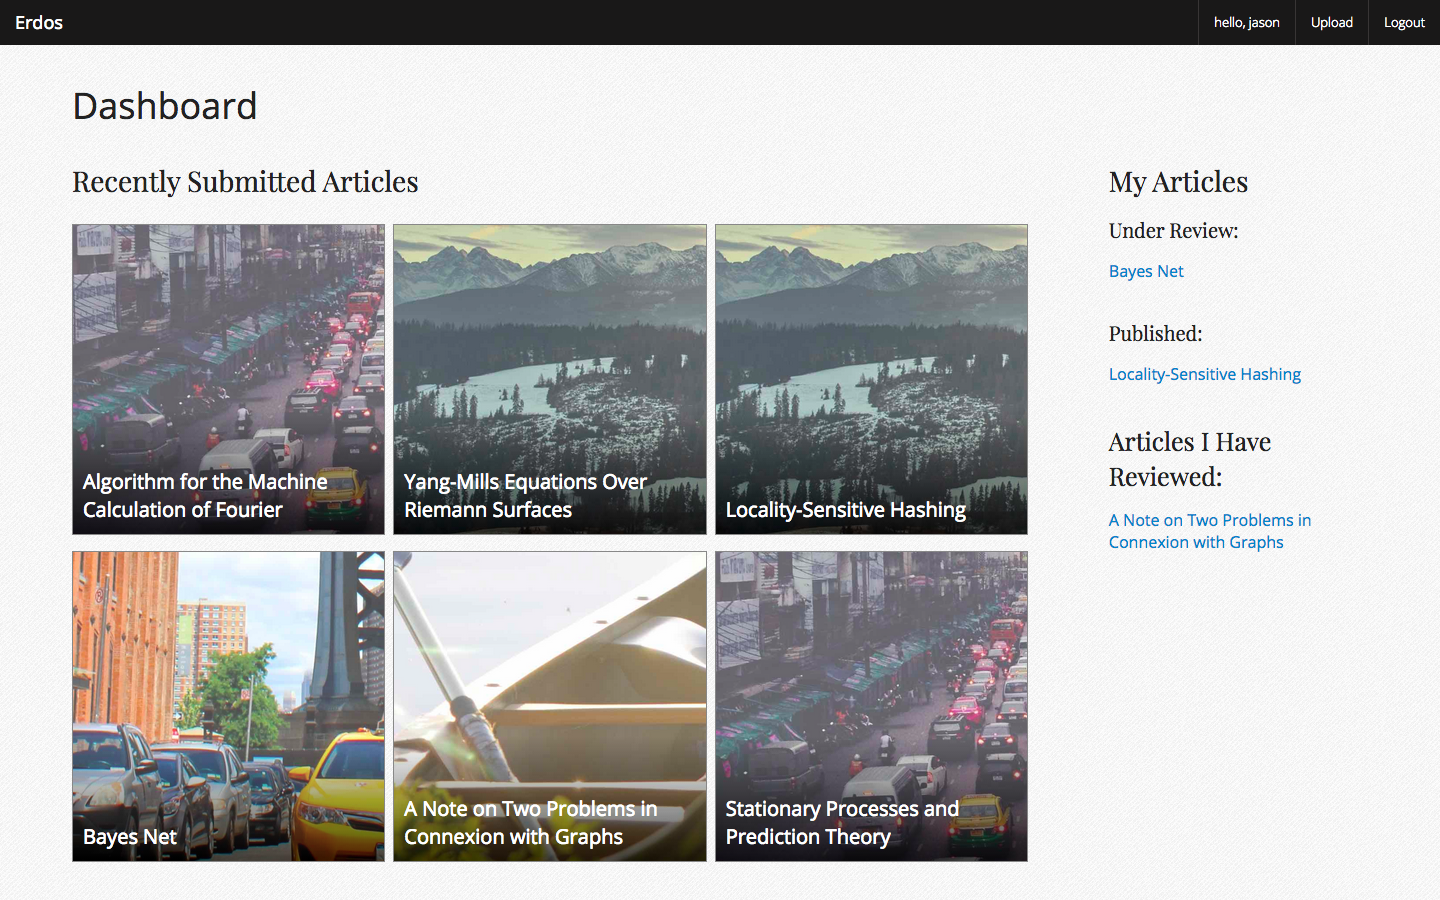 Erdos
hello, jason
Upload
Logout
Dashboard
Recently Submitted Articles
Algorithm for the Machine
Calculation of Fourier
Yang-Mills Equations Over
Riemann Surfaces
Locality-Sensitive Hashing
Bayes Net
A Note on Two Problems in
Connexion with Graphs
Stationary Processes and
Prediction Theory
My Articles
Under Review:
Bayes Net
Published:
Locality-Sensitive Hashing
Articles I Have
Reviewed:
A Note on Two Problems in
Connexion with Graphs